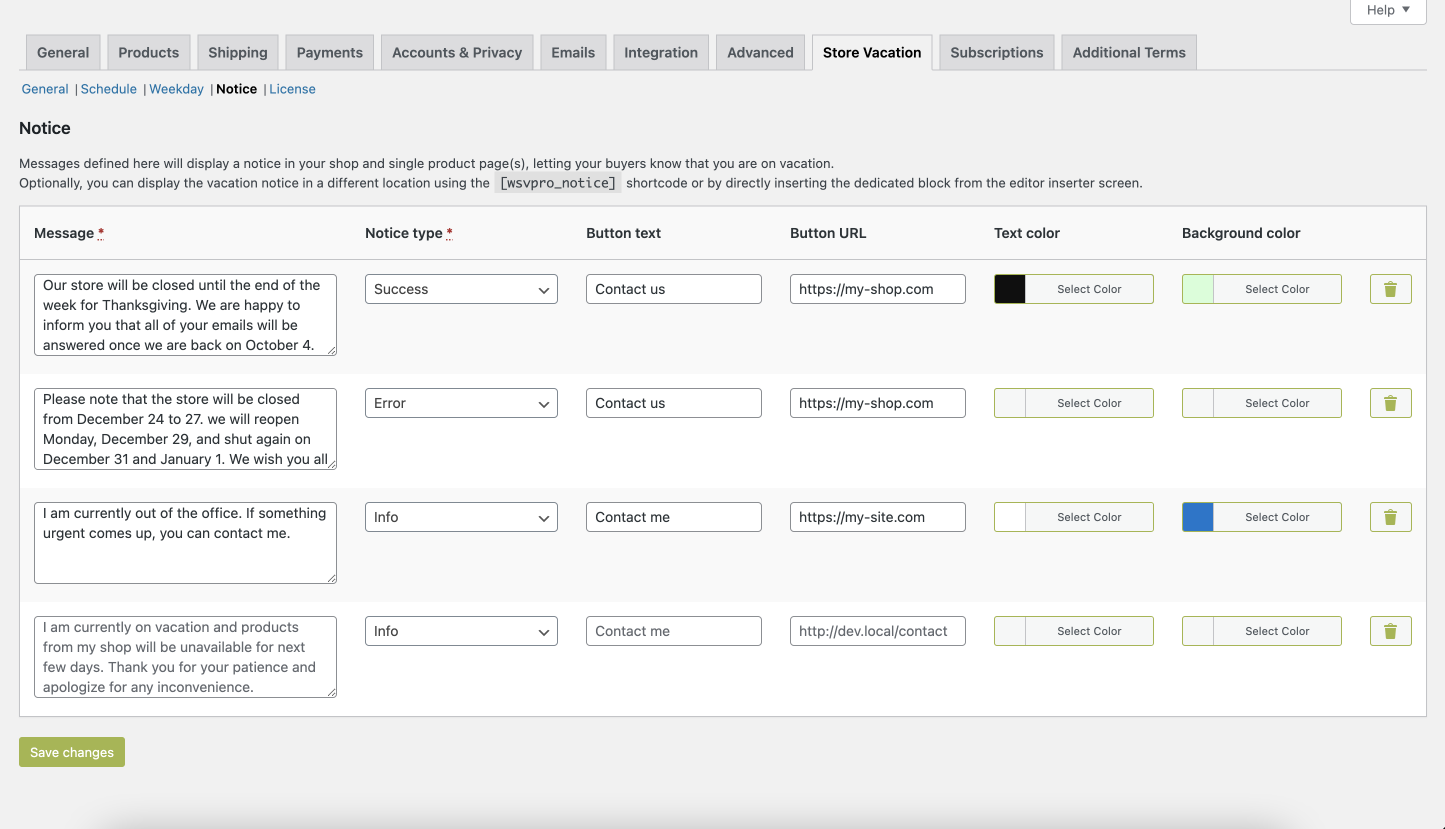 Help ▼
General Products Shipping Payments Accounts & Privacy Emails Integration Advanced Store Vacation Subscriptions Additional Terms
General | Schedule | Weekday | Notice | License
Notice
Messages defined here will display a notice in your shop and single product page(s), letting your buyers know that you are on vacation.
Optionally, you can display the vacation notice in a different location using the [wsvpro_notice] shortcode or by directly inserting the dedicated block from the editor inserter screen.
Message * Notice type * Button text Button URL Text color Background color
Our store will be closed until the end of the
week for Thanksgiving. We are happy to
inform you that all of your emails will be
answered once we are back on October 4.
Success Contact us https://my-shop.com Select Color Select Color
Please note that the store will be closed
from December 24 to 27. we will reopen
Monday, December 29, and shut again on
December 31 and January 1. We wish you all
Error Contact us https://my-shop.com Select Color Select Color
I am currently out of the office. If something
urgent comes up, you can contact me.
Info Contact me https://my-site.com Select Color Select Color
I am currently on vacation and products
from my shop will be unavailable for next
few days. Thank you for your patience and
apologize for any inconvenience.
Info Contact me http://dev.local/contact Select Color Select Color
Save changes